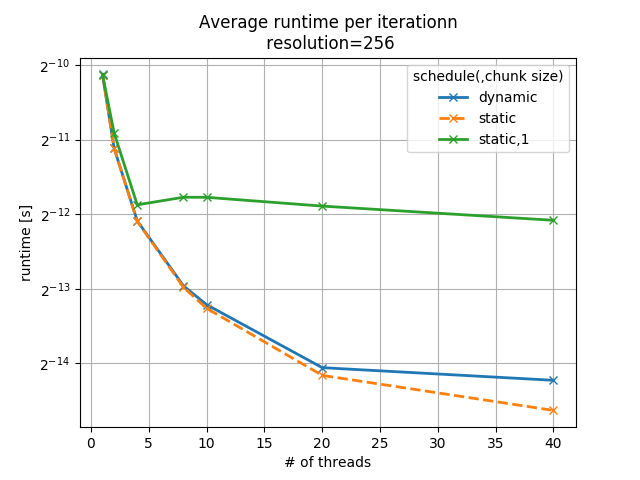 Average runtime per iterationn
resolution=256
schedule(,chunk size)
dynamic
static
static,1
runtime [s]
2⁻¹⁰
2⁻¹¹
2⁻¹²
2⁻¹³
2⁻¹⁴
0 5 10 15 20 25 30 35 40
# of threads